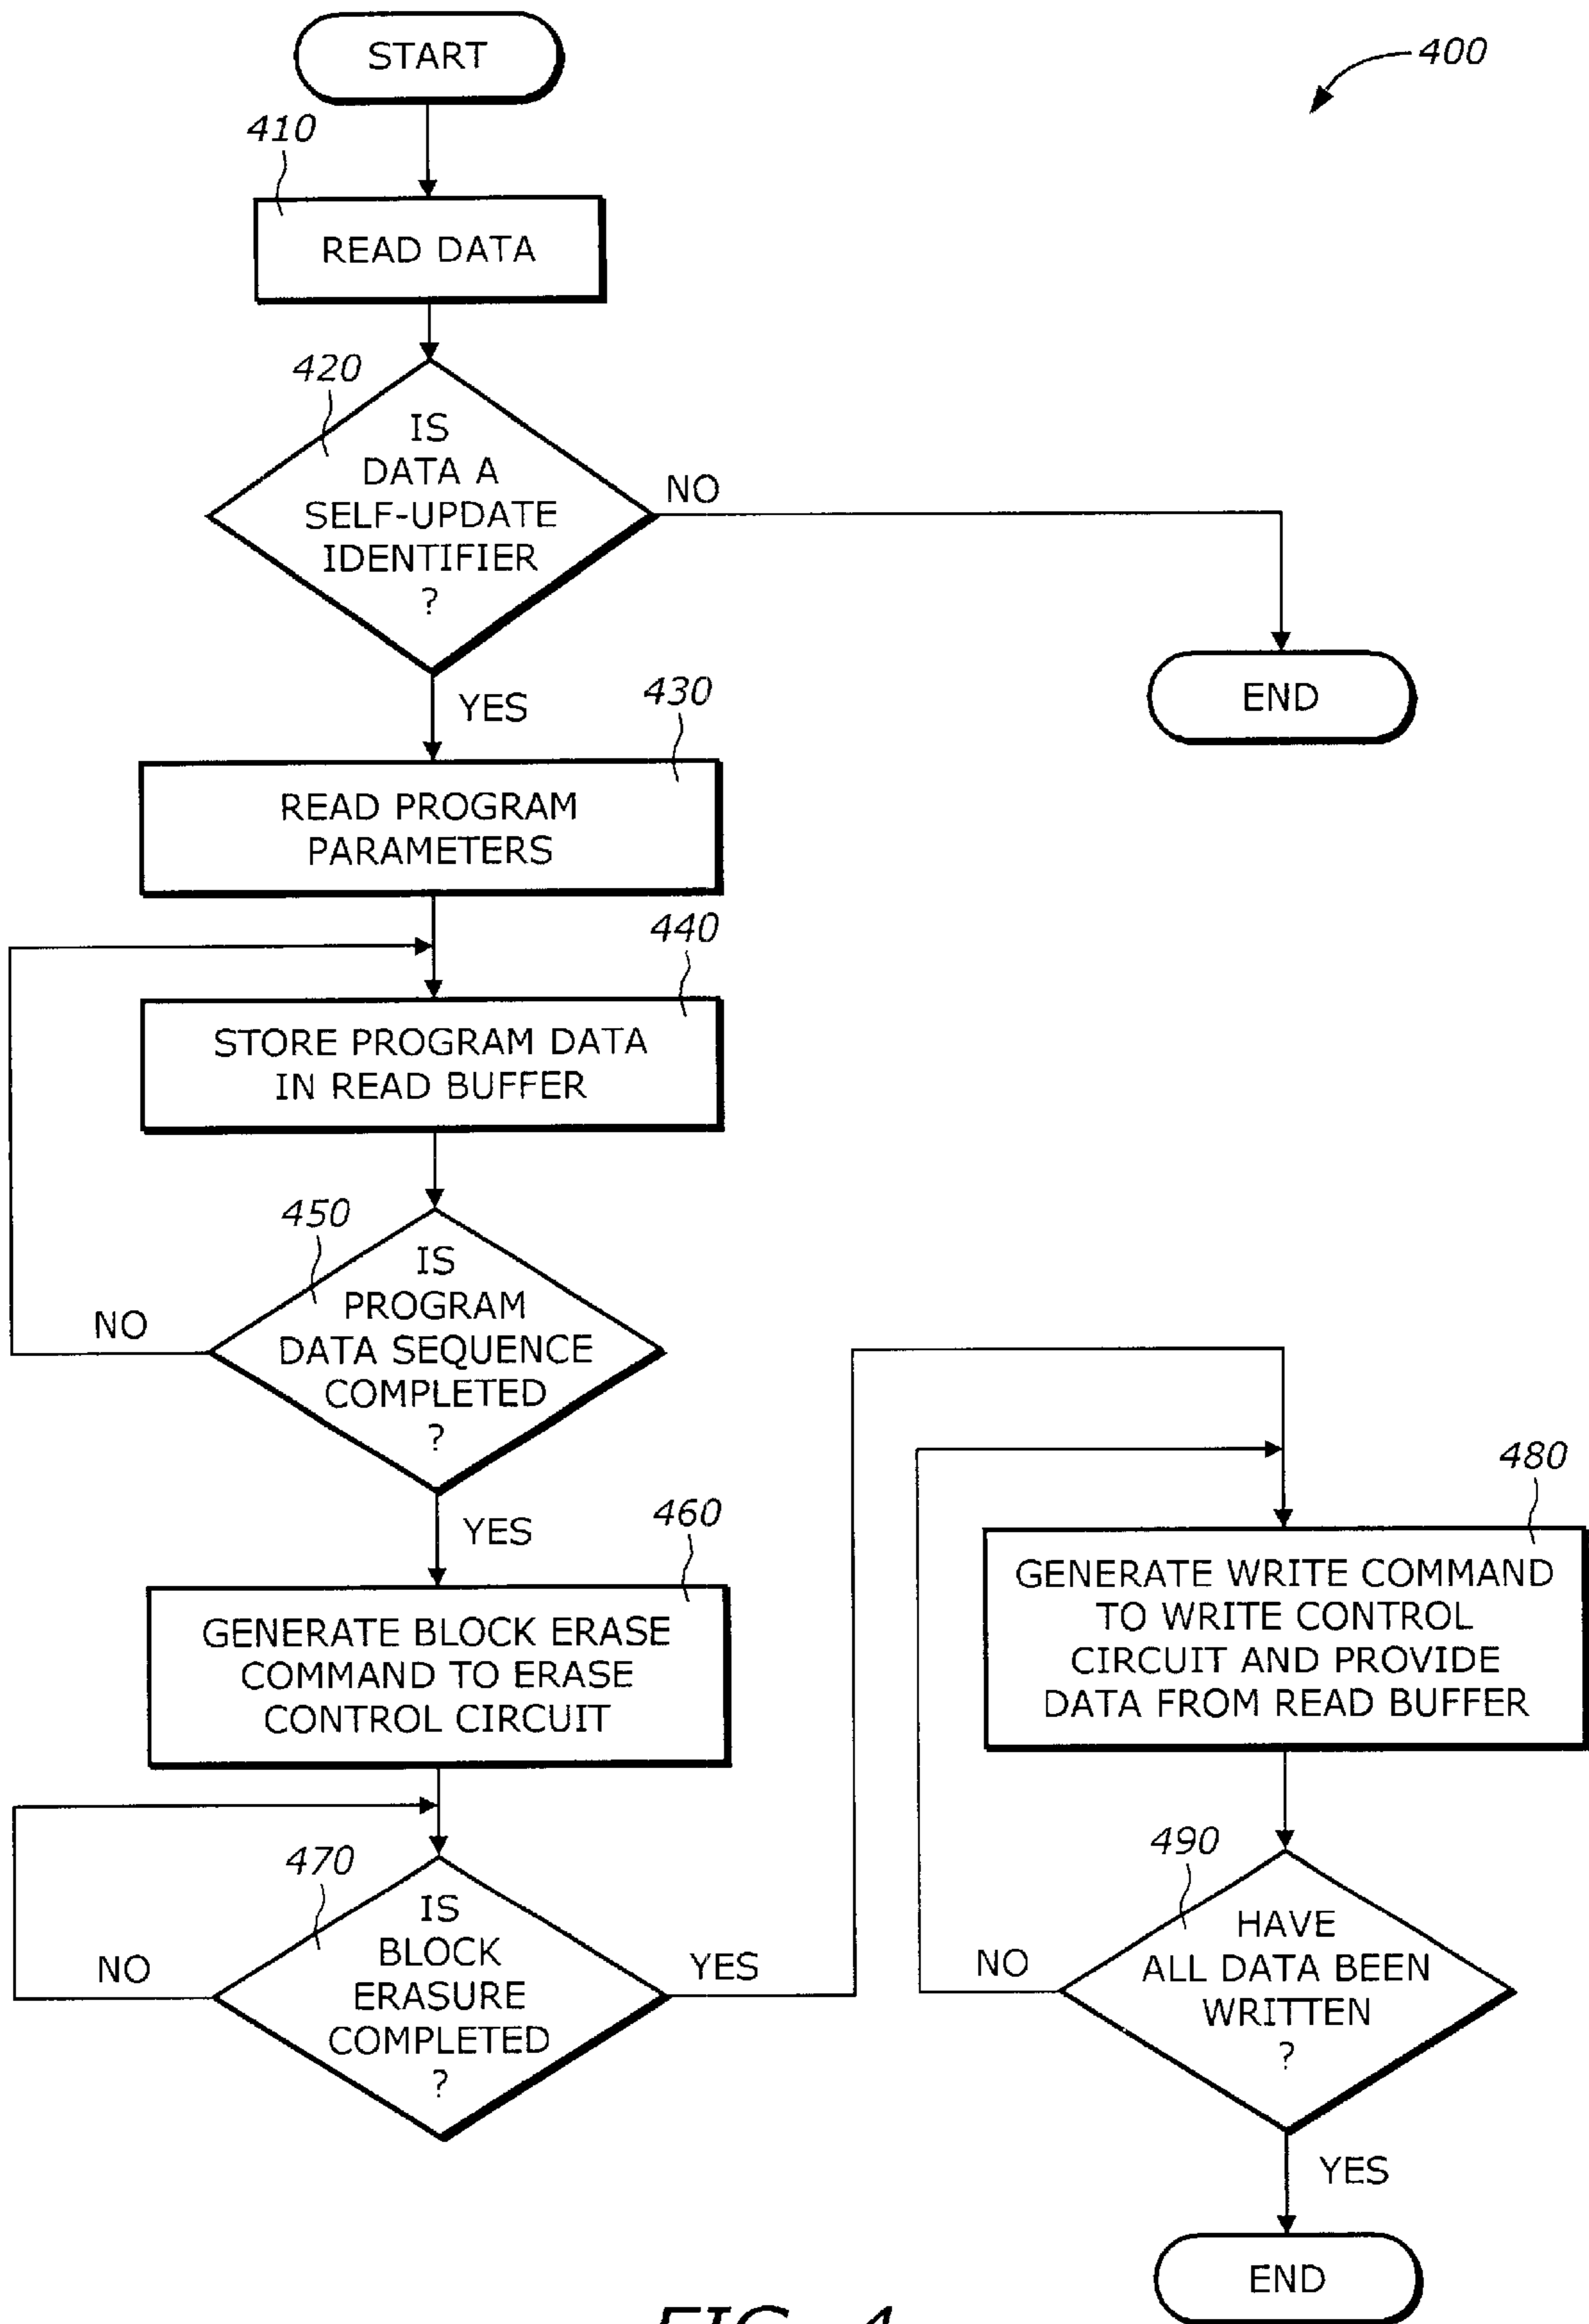 START
400
410
READ DATA
420
IS
DATA A
SELF-UPDATE
IDENTIFIER
?
NO
END
YES
430
READ PROGRAM
PARAMETERS
440
STORE PROGRAM DATA
IN READ BUFFER
450
IS
PROGRAM
DATA SEQUENCE
COMPLETED
?
NO
YES
460
GENERATE BLOCK ERASE
COMMAND TO ERASE
CONTROL CIRCUIT
470
IS
BLOCK
ERASURE
COMPLETED
?
NO
YES
480
GENERATE WRITE COMMAND
TO WRITE CONTROL
CIRCUIT AND PROVIDE
DATA FROM READ BUFFER
490
HAVE
ALL DATA BEEN
WRITTEN
?
NO
YES
END
FIG. 4